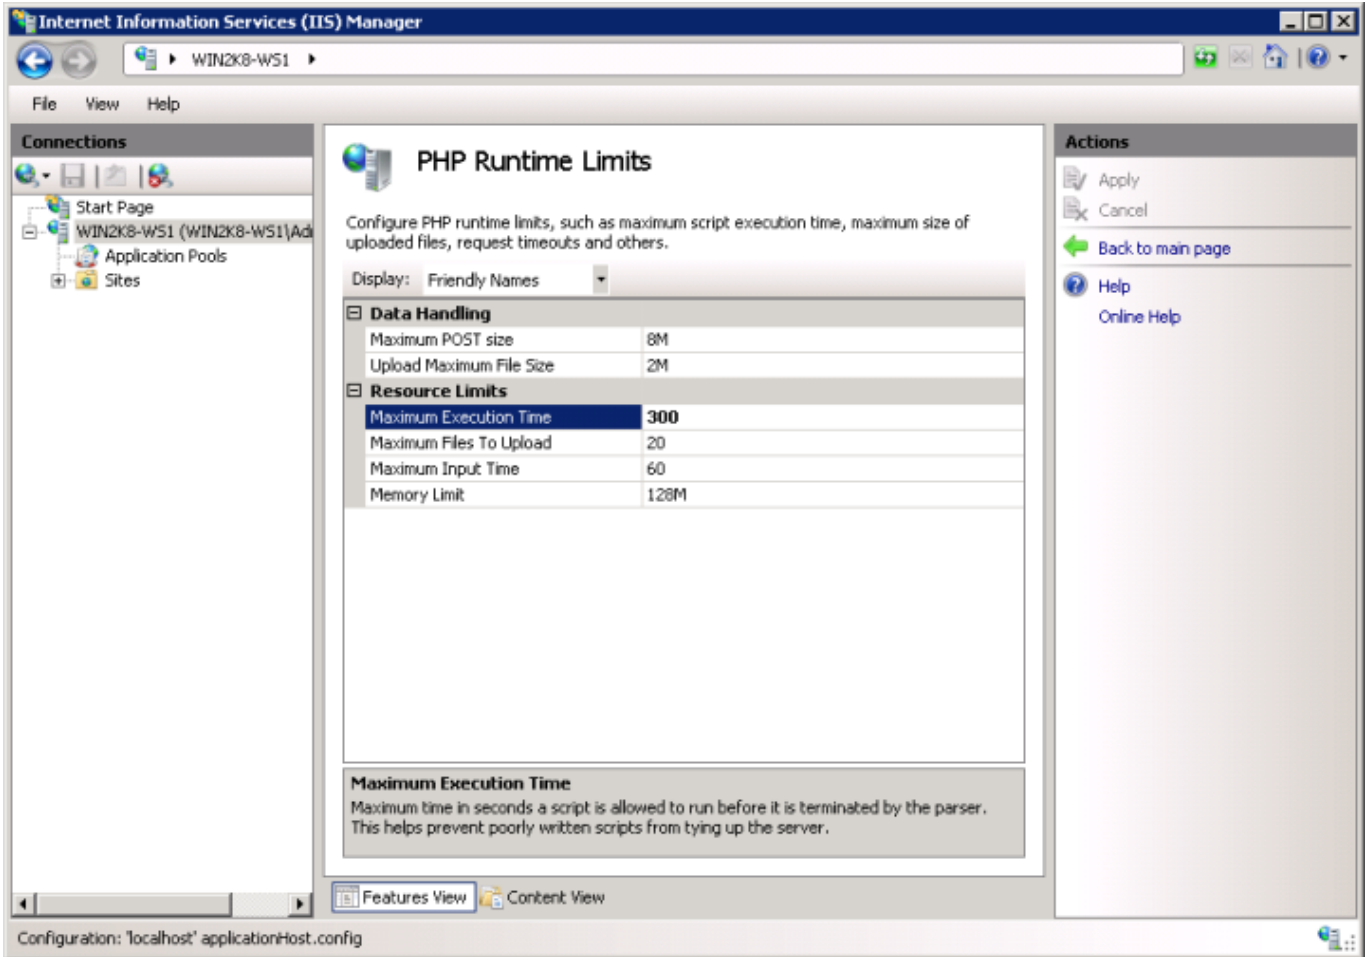 Internet Information Services (IIS) Manager
WIN2K8-WS1
File View Help
Connections
Start Page
WIN2K8-WS1 (WIN2K8-WS1\Ad
Application Pools
Sites
PHP Runtime Limits
Configure PHP runtime limits, such as maximum script execution time, maximum size of
uploaded files, request timeouts and others.
Display: Friendly Names
Data Handling
Maximum POST size 8M
Upload Maximum File Size 2M
Resource Limits
Maximum Execution Time 300
Maximum Files To Upload 20
Maximum Input Time 60
Memory Limit 128M
Maximum Execution Time
Maximum time in seconds a script is allowed to run before it is terminated by the parser.
This helps prevent poorly written scripts from tying up the server.
Features View Content View
Actions
Apply
Cancel
Back to main page
Help
Online Help
Configuration: 'localhost' applicationHost.config